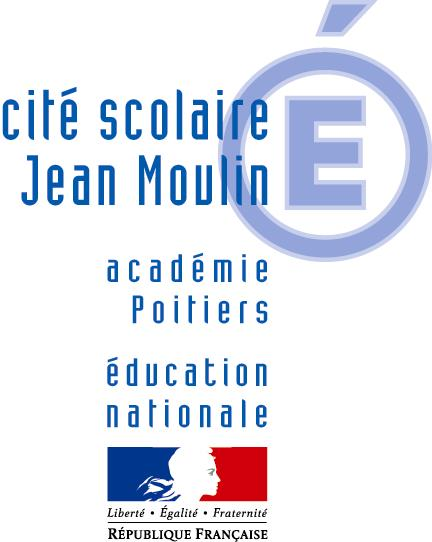 É
cité scolaire
Jean Moulin
académie
Poitiers
éducation
nationale
Liberté • Égalité • Fraternité
RÉPUBLIQUE FRANÇAISE